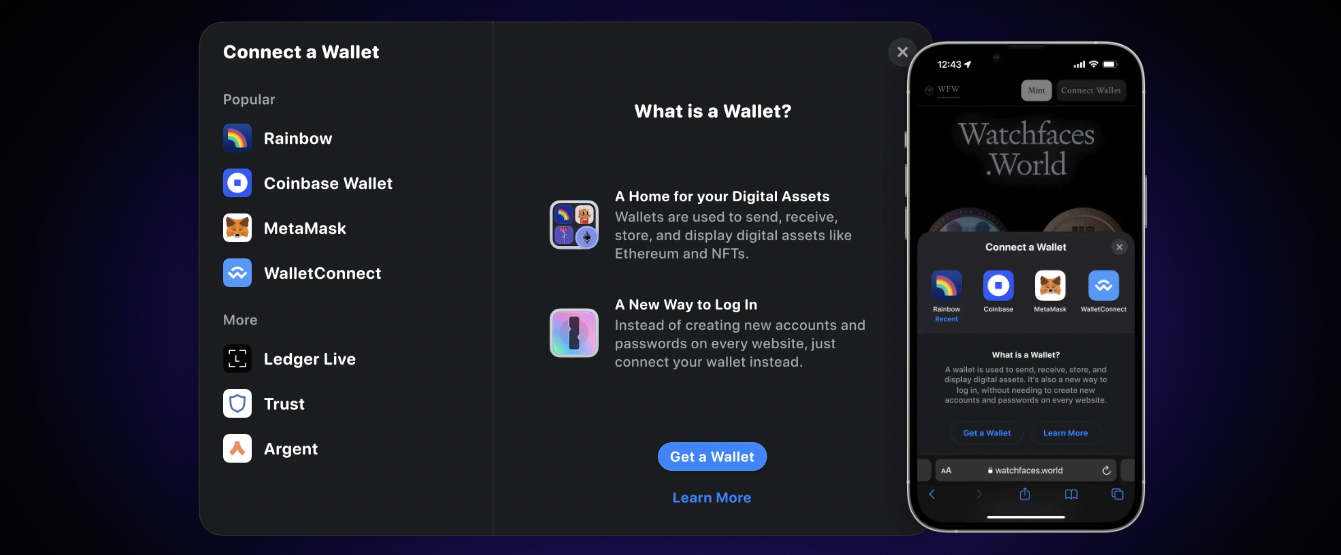 Connect a Wallet
Popular
Rainbow
Coinbase Wallet
MetaMask
WalletConnect
More
Ledger Live
Trust
Argent
What is a Wallet?
A Home for your Digital Assets
Wallets are used to send, receive,
store, and display digital assets like
Ethereum and NFTs.
A New Way to Log In
Instead of creating new accounts and
passwords on every website, just
connect your wallet instead.
Get a Wallet
Learn More
12:43
WFW
Mint
Connect Wallet
Watchfaces
.World
Connect a Wallet
Rainbow
Recent
Coinbase
MetaMask
WalletConnect
What is a Wallet?
A wallet is used to send, receive, store, and
display digital assets. It's also a new way to
log in, without needing to create new
accounts and passwords on every website.
Get a Wallet
Learn More
AA
watchfaces.world